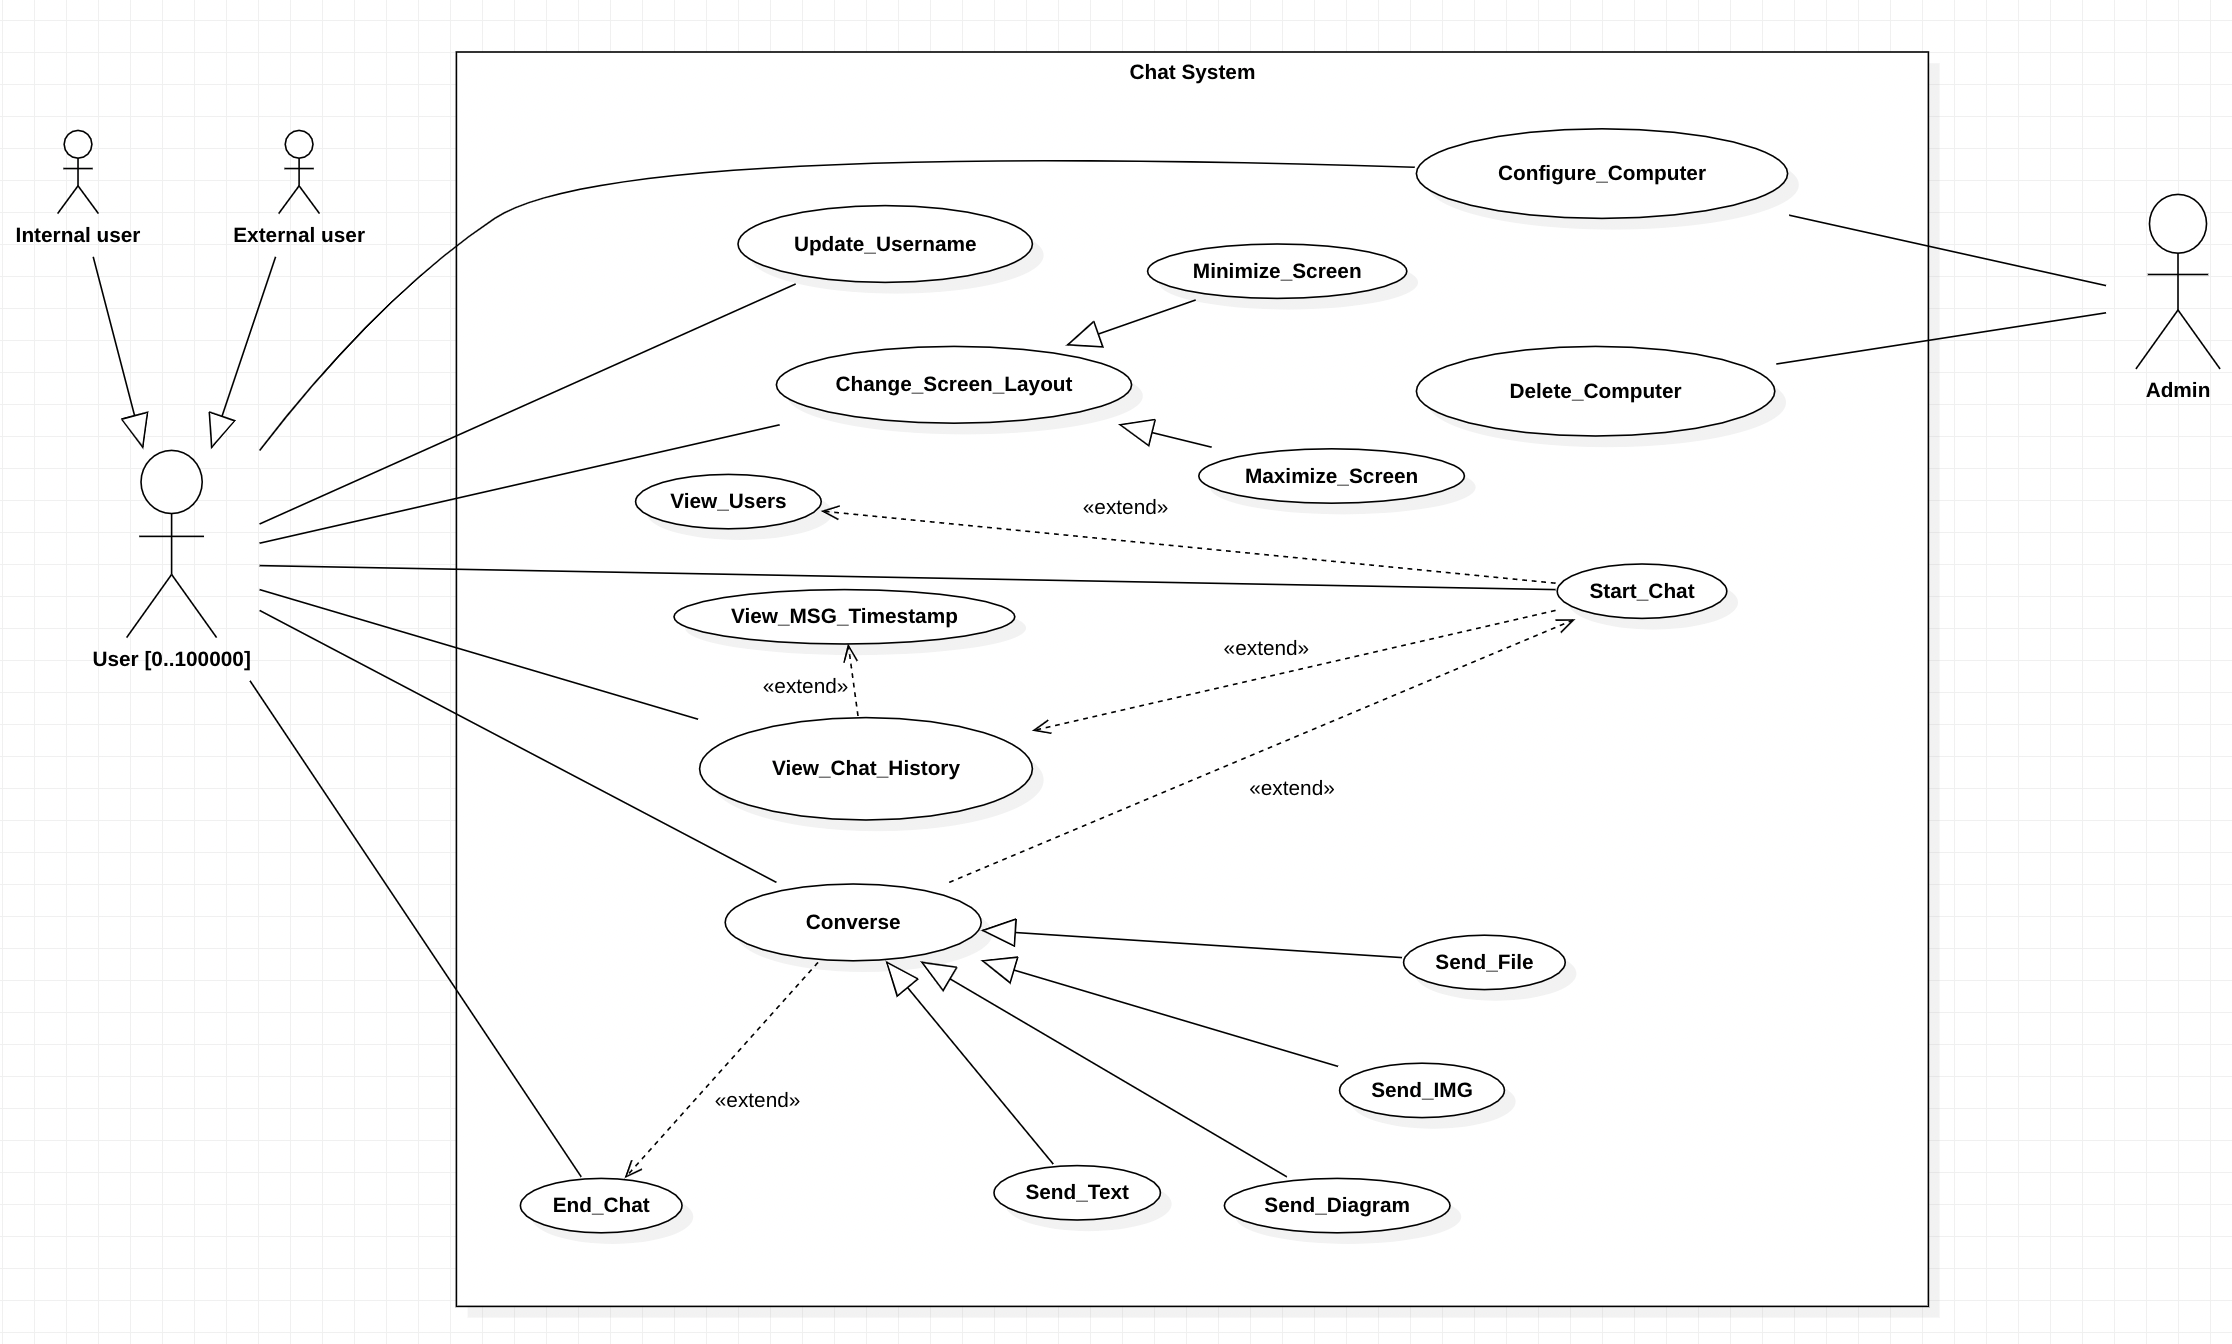 Chat System
Configure_Computer
Internal user
External user
Update_Username
Minimize_Screen
Change_Screen_Layout
Delete_Computer
Admin
View_Users
Maximize_Screen
«extend»
Start_Chat
View_MSG_Timestamp
User [0..100000]
«extend»
«extend»
View_Chat_History
«extend»
Converse
Send_File
Send_IMG
«extend»
End_Chat
Send_Text
Send_Diagram